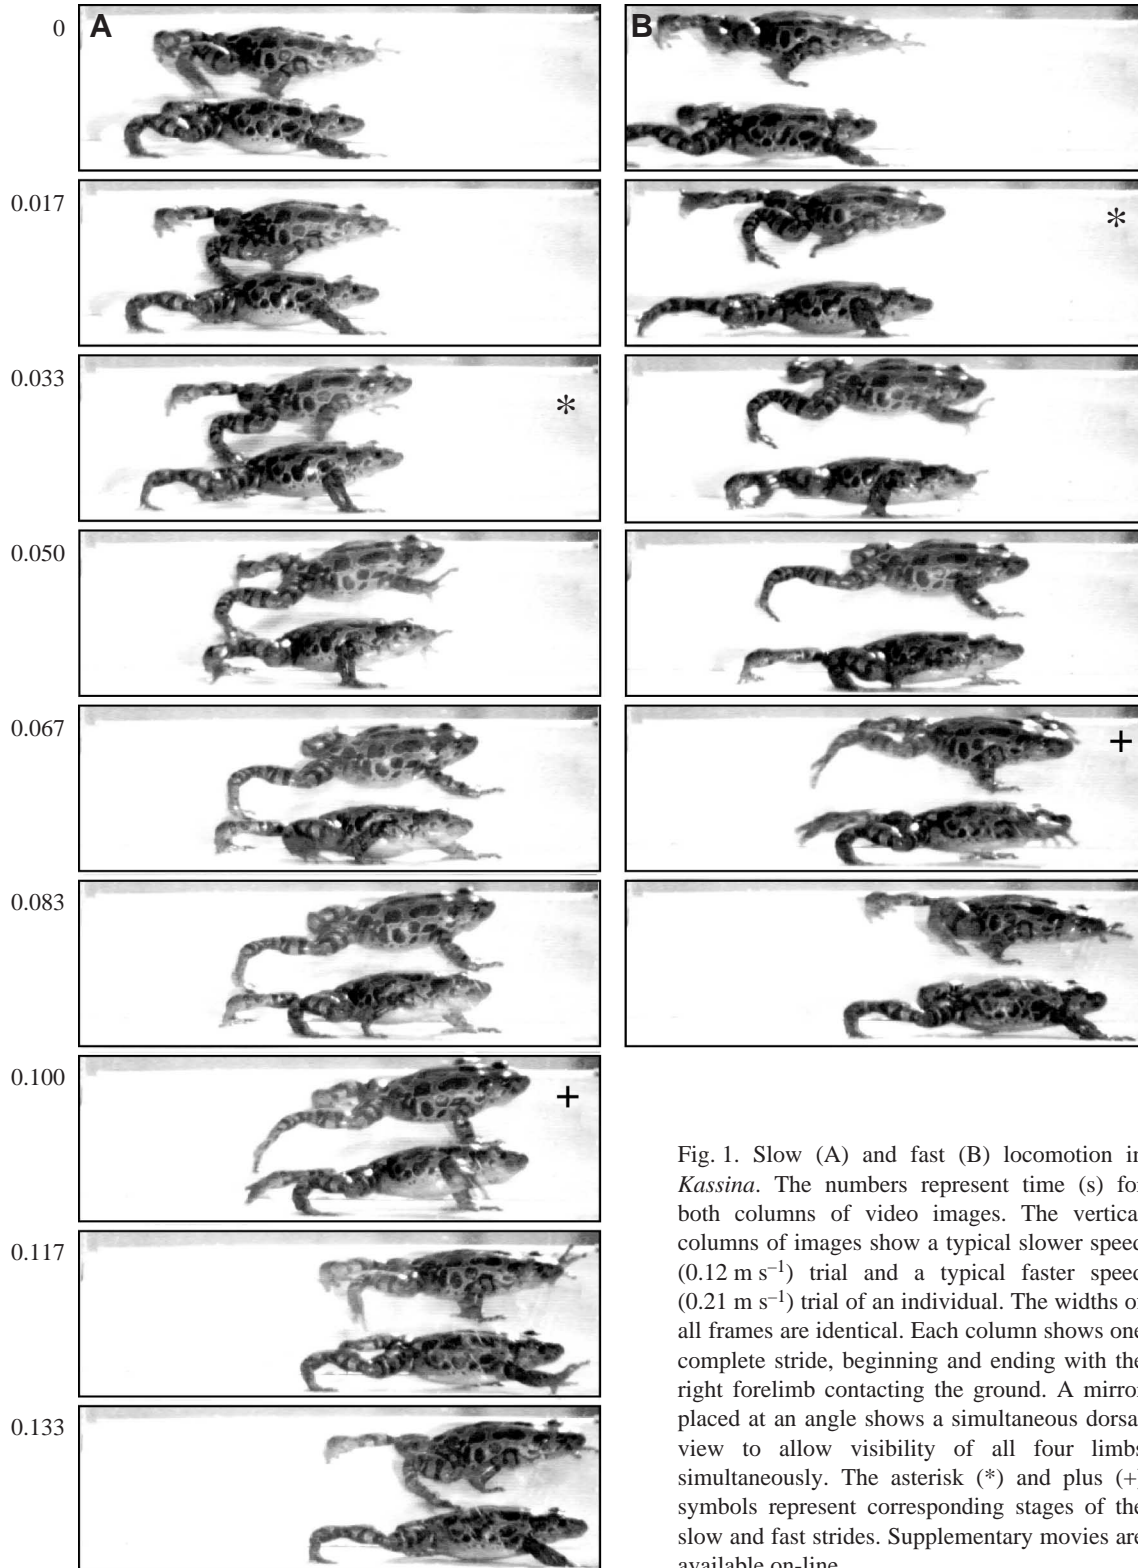 0
A
B
0.017
*
0.033
*
0.050
0.067
+
0.083
0.100
+
0.117
0.133
Fig. 1. Slow (A) and fast (B) locomotion in
Kassina. The numbers represent time (s) for
both columns of video images. The vertical
columns of images show a typical slower speed
(0.12 m s⁻¹) trial and a typical faster speed
(0.21 m s⁻¹) trial of an individual. The widths of
all frames are identical. Each column shows one
complete stride, beginning and ending with the
right forelimb contacting the ground. A mirror
placed at an angle shows a simultaneous dorsal
view to allow visibility of all four limbs
simultaneously. The asterisk (*) and plus (+)
symbols represent corresponding stages of the
slow and fast strides. Supplementary movies are
available on-line.